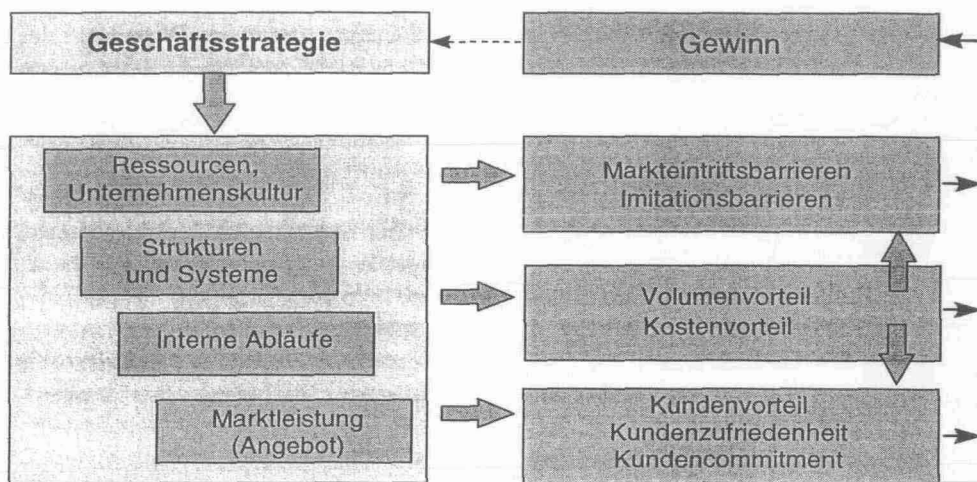 Geschäftsstrategie
Gewinn
Ressourcen,
Unternehmenskultur
Strukturen
und Systeme
Interne Abläufe
Marktleistung
(Angebot)
Markteintrittsbarrieren
Imitationsbarrieren
Volumenvorteil
Kostenvorteil
Kundenvorteil
Kundenzufriedenheit
Kundencommitment